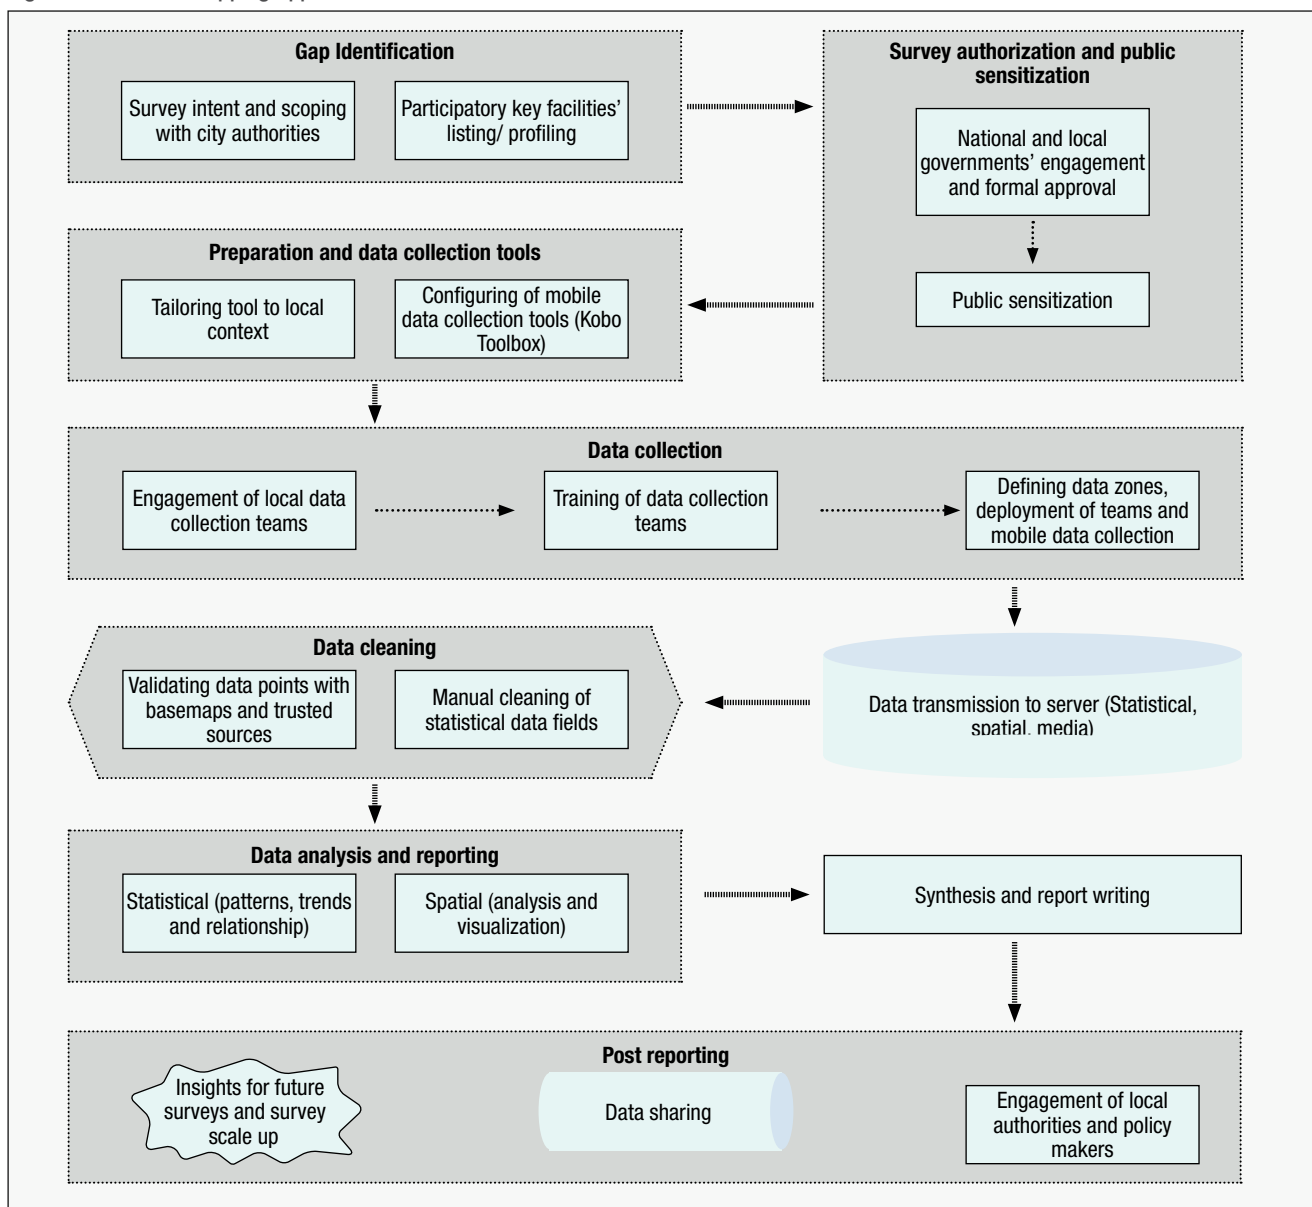 Gap Identification
Survey intent and scoping
with city authorities
Participatory key facilities'
listing/ profiling
Survey authorization and public
sensitization
National and local
governments' engagement
and formal approval
Public sensitization
Preparation and data collection tools
Tailoring tool to local
context
Configuring of mobile
data collection tools (Kobo
Toolbox)
Data collection
Engagement of local data
collection teams
Training of data collection
teams
Defining data zones,
deployment of teams and
mobile data collection
Data transmission to server (Statistical,
spatial, media)
Data cleaning
Validating data points with
basemaps and trusted
sources
Manual cleaning of
statistical data fields
Data analysis and reporting
Statistical (patterns, trends
and relationship)
Spatial (analysis and
visualization)
Synthesis and report writing
Post reporting
Insights for future
surveys and survey
scale up
Data sharing
Engagement of local
authorities and policy
makers